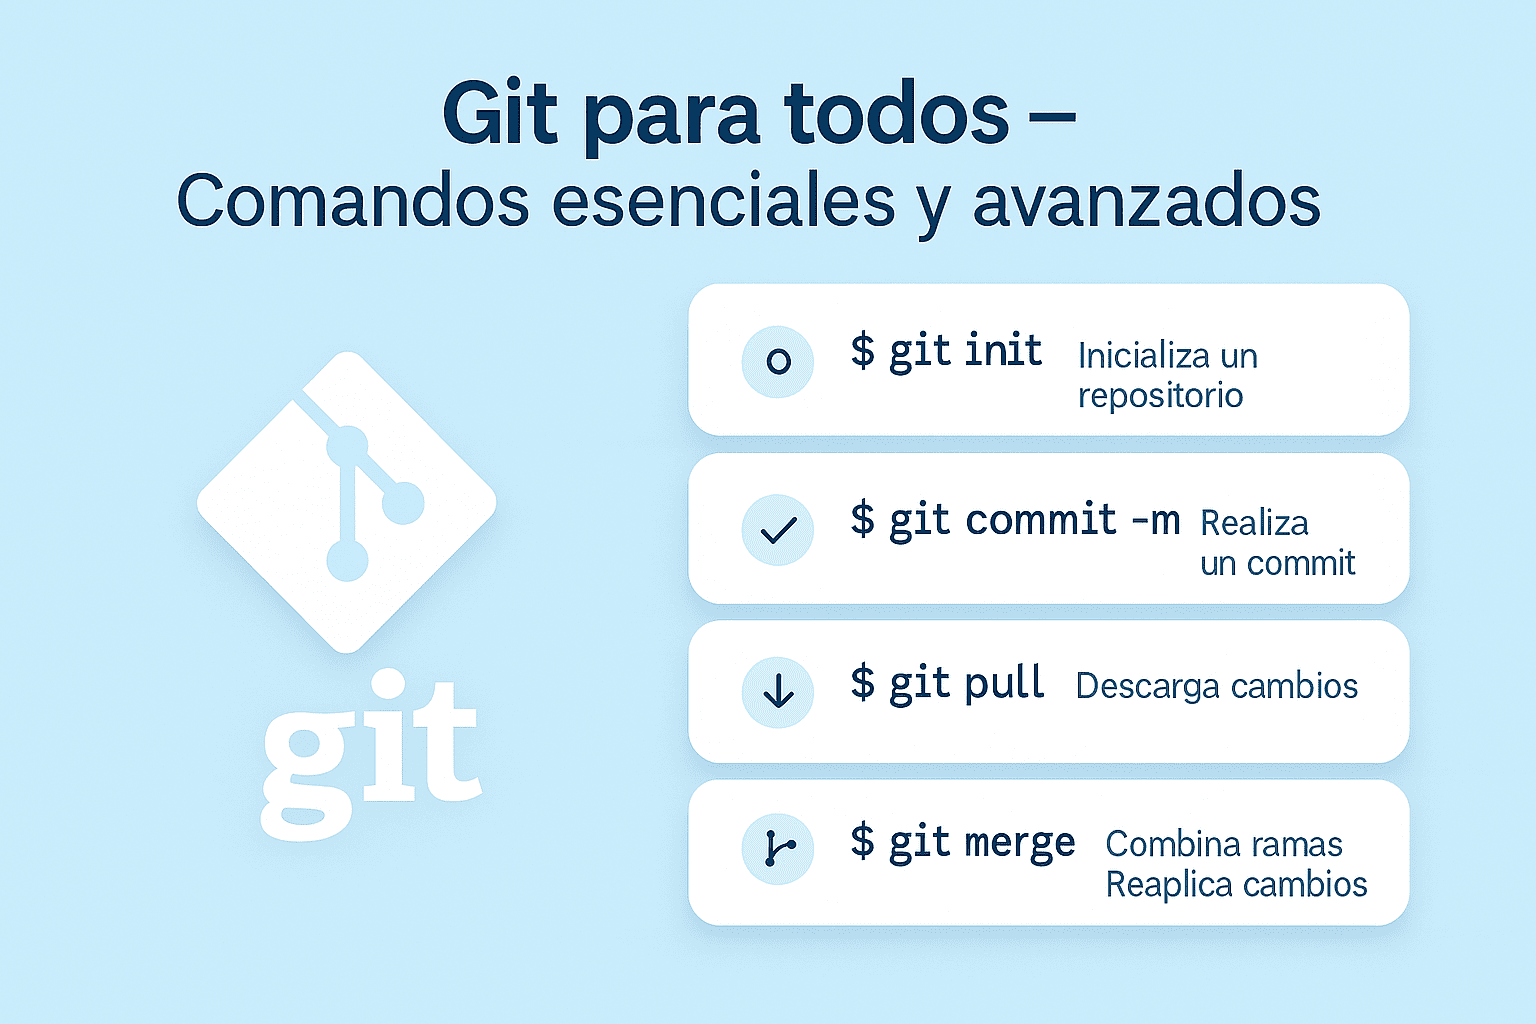 Git para todos –
Comandos esenciales y avanzados
git
$ git init Inicializa un
repositorio
$ git commit -m Realiza
un commit
$ git pull Descarga cambios
$ git merge Combina ramas
Reaplica cambios